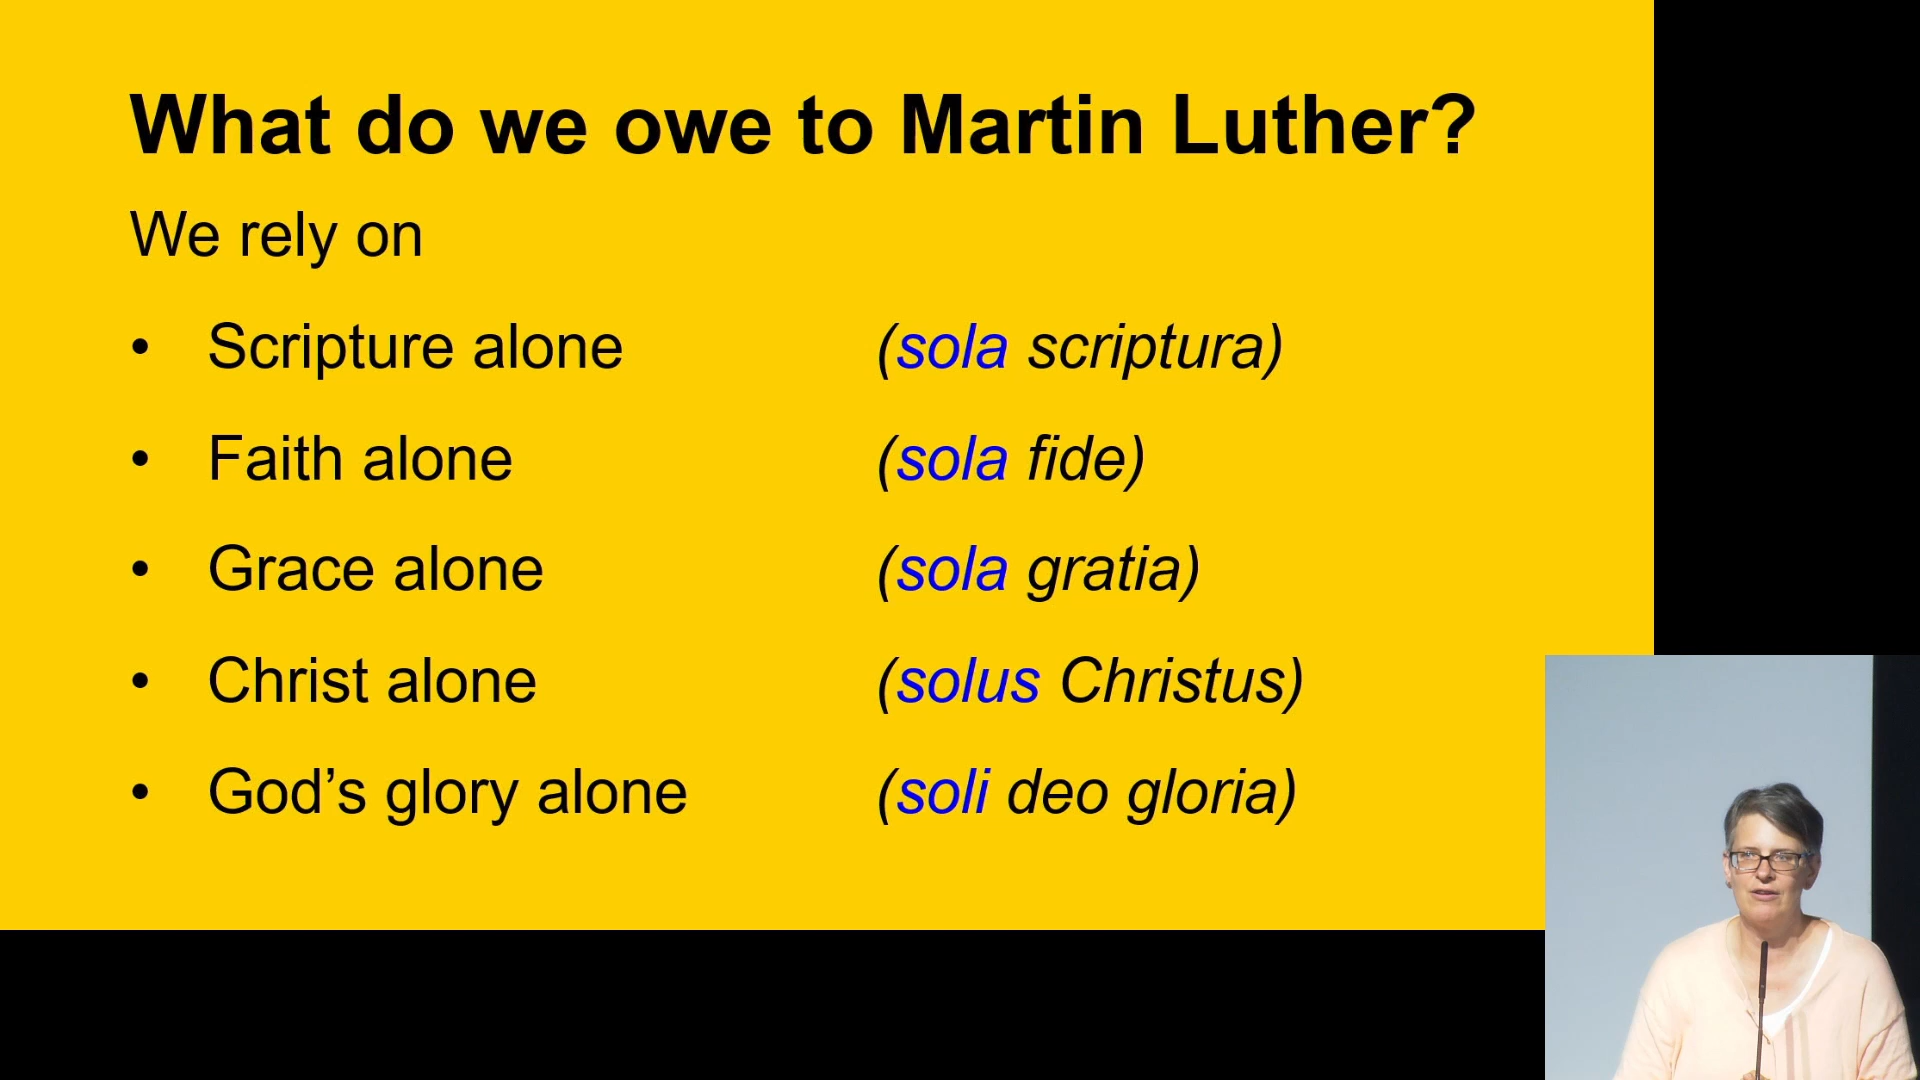 What do we owe to Martin Luther?
We rely on
• Scripture alone (sola scriptura)
• Faith alone (sola fide)
• Grace alone (sola gratia)
• Christ alone (solus Christus)
• God’s glory alone (soli deo gloria)